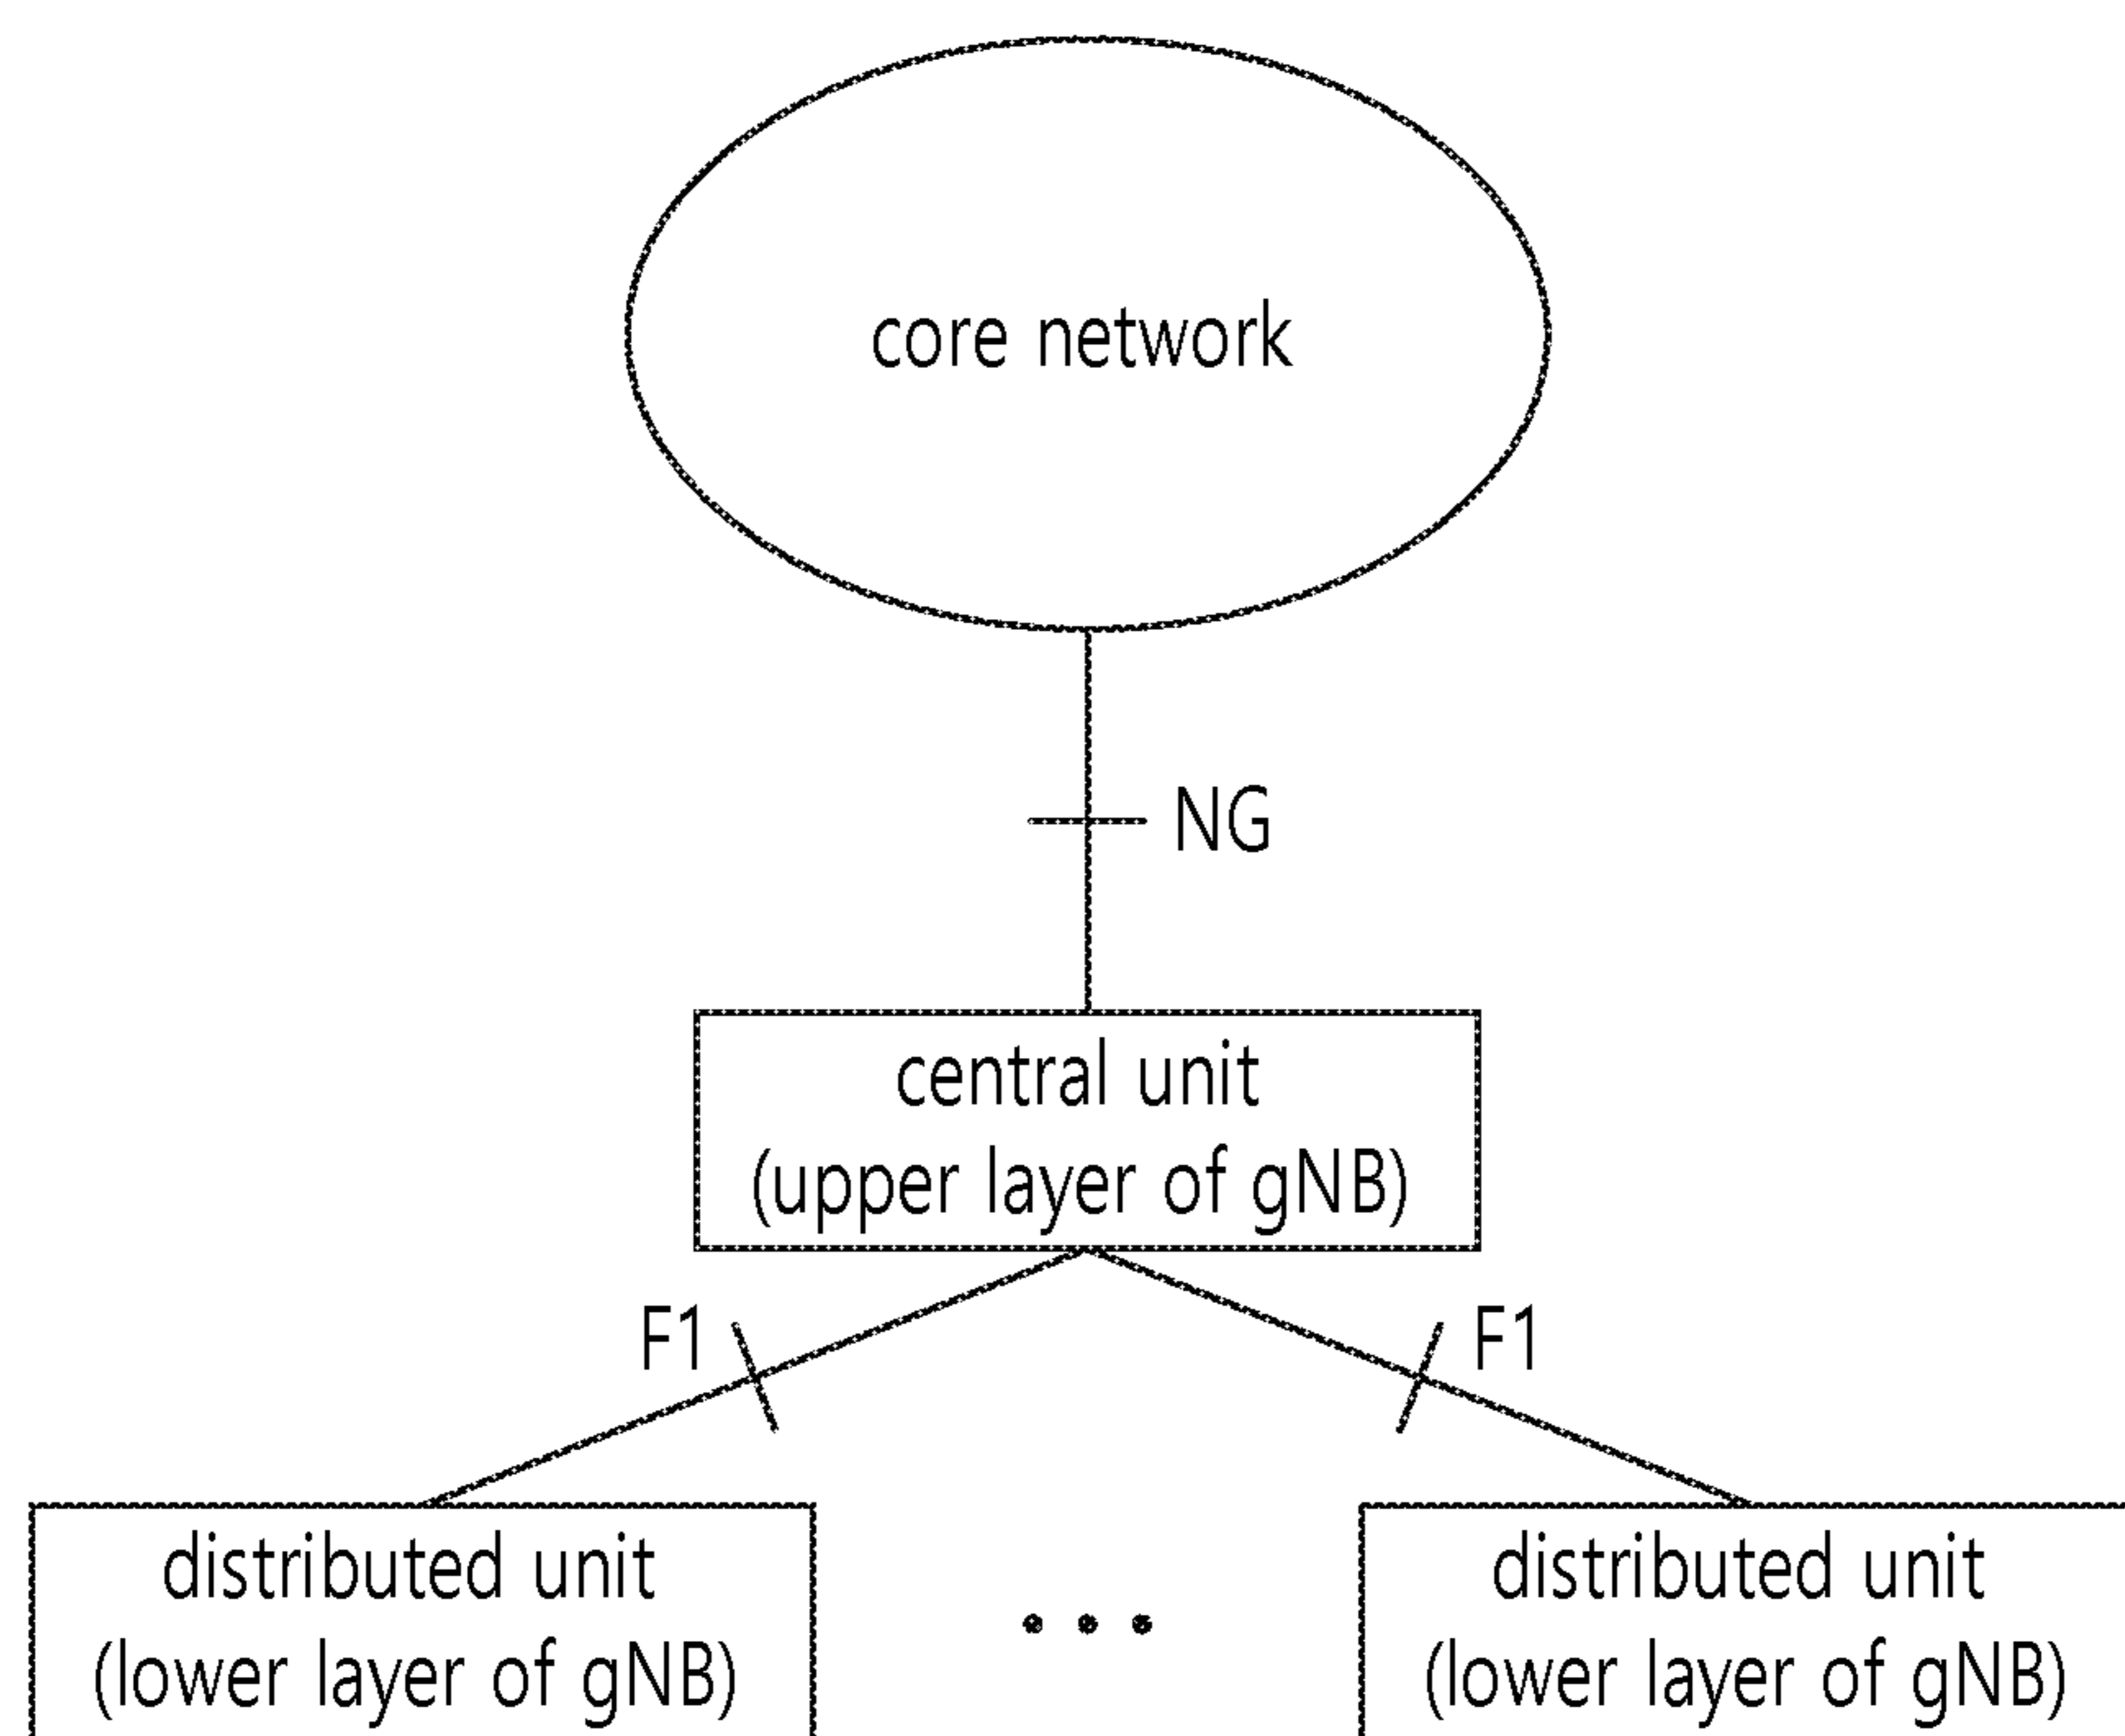 core network
NG
central unit
(upper layer of gNB)
F1
F1
distributed unit
(lower layer of gNB)
distributed unit
(lower layer of gNB)